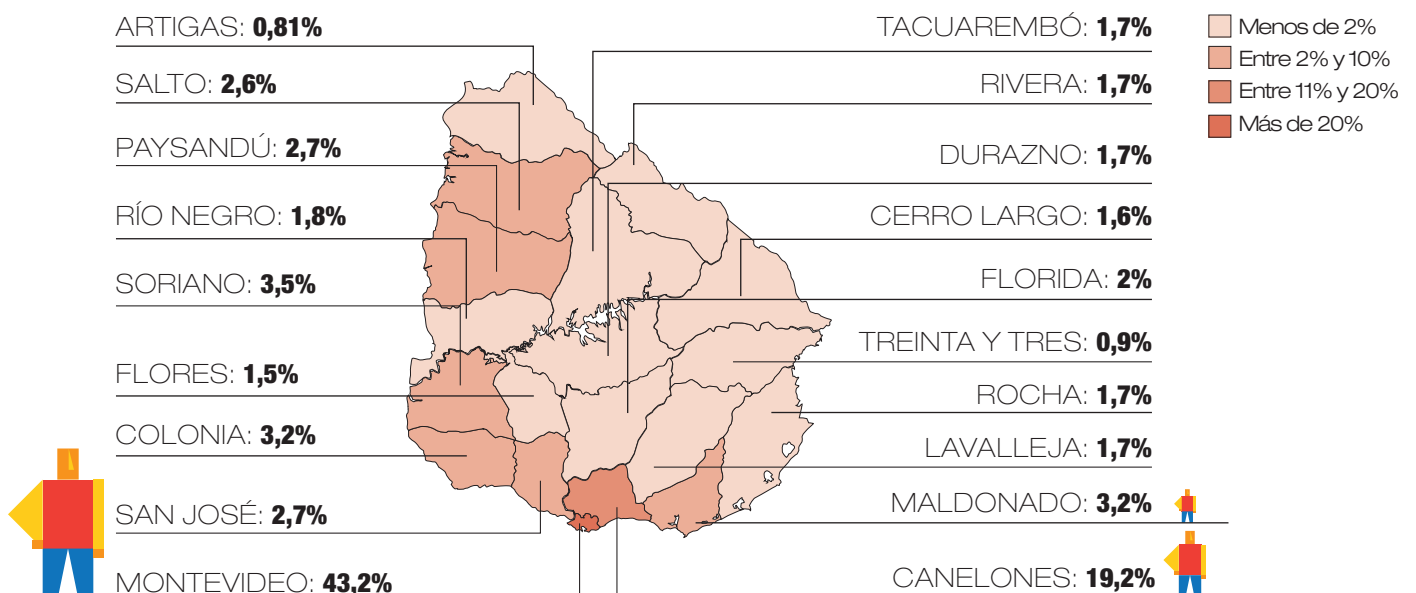 ARTIGAS: 0,81%
SALTO: 2,6%
PAYSANDÚ: 2,7%
RÍO NEGRO: 1,8%
SORIANO: 3,5%
FLORES: 1,5%
COLONIA: 3,2%
SAN JOSÉ: 2,7%
MONTEVIDEO: 43,2%
TACUAREMBÓ: 1,7%
RIVERA: 1,7%
DURAZNO: 1,7%
CERRO LARGO: 1,6%
FLORIDA: 2%
TREINTA Y TRES: 0,9%
ROCHA: 1,7%
LAVALLEJA: 1,7%
MALDONADO: 3,2%
CANELONES: 19,2%
Menos de 2%
Entre 2% y 10%
Entre 11% y 20%
Más de 20%